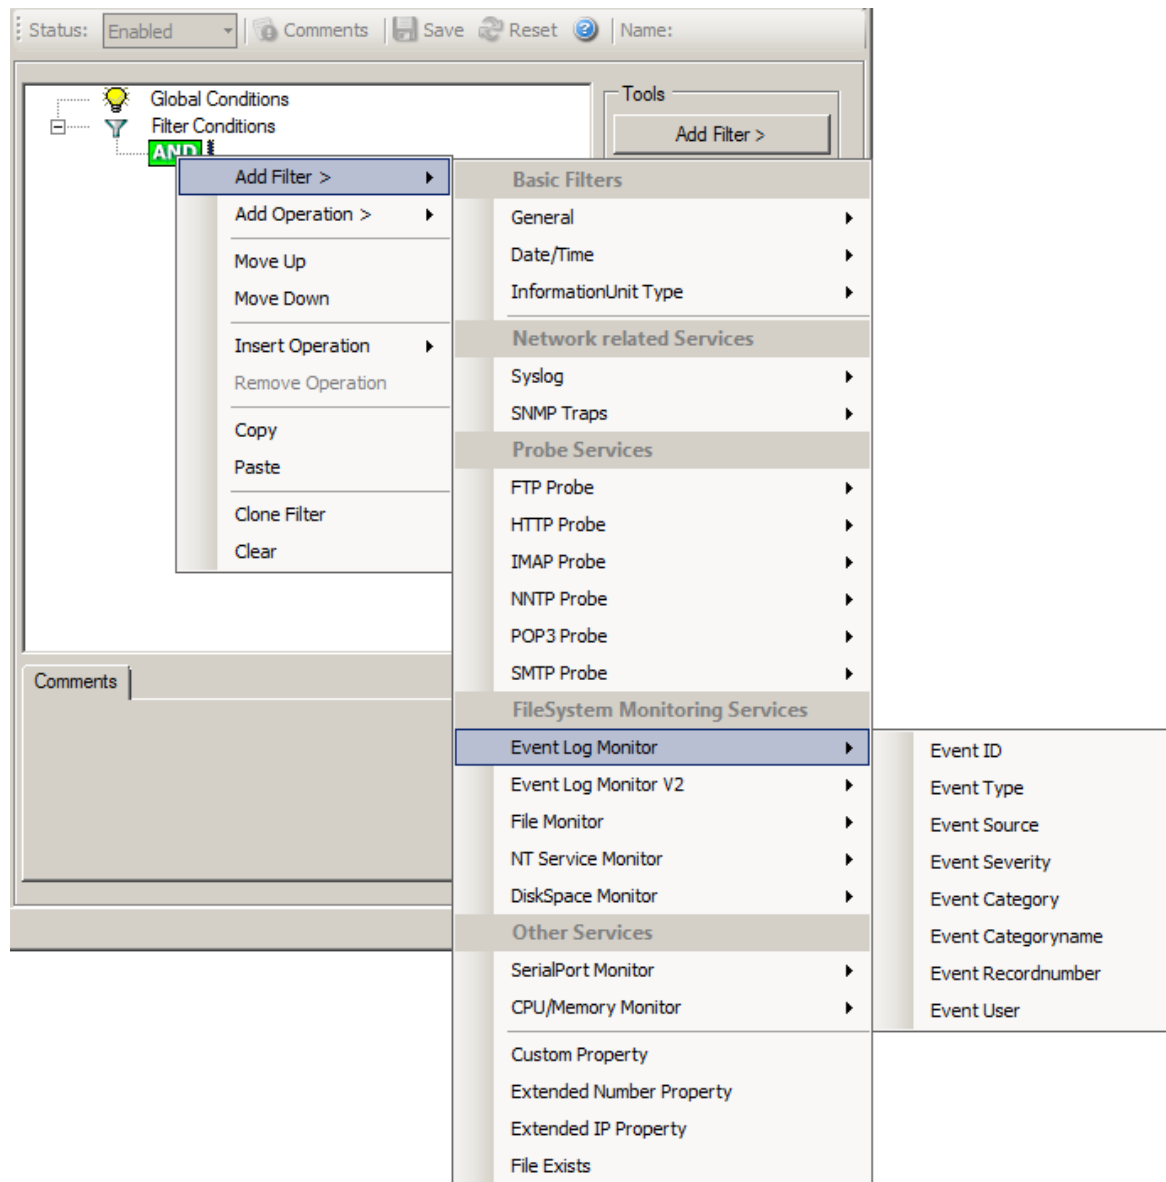 Status: Enabled Comments Save Reset Name:
Global Conditions
Filter Conditions
AND
Tools
Add Filter >
Add Filter >
Add Operation >
Move Up
Move Down
Insert Operation
Remove Operation
Copy
Paste
Clone Filter
Clear
Comments
Basic Filters
General
Date/Time
InformationUnit Type
Network related Services
Syslog
SNMP Traps
Probe Services
FTP Probe
HTTP Probe
IMAP Probe
NNTP Probe
POP3 Probe
SMTP Probe
FileSystem Monitoring Services
Event Log Monitor
Event Log Monitor V2
File Monitor
NT Service Monitor
DiskSpace Monitor
Other Services
SerialPort Monitor
CPU/Memory Monitor
Custom Property
Extended Number Property
Extended IP Property
File Exists
Event ID
Event Type
Event Source
Event Severity
Event Category
Event Categoryname
Event Recordnumber
Event User